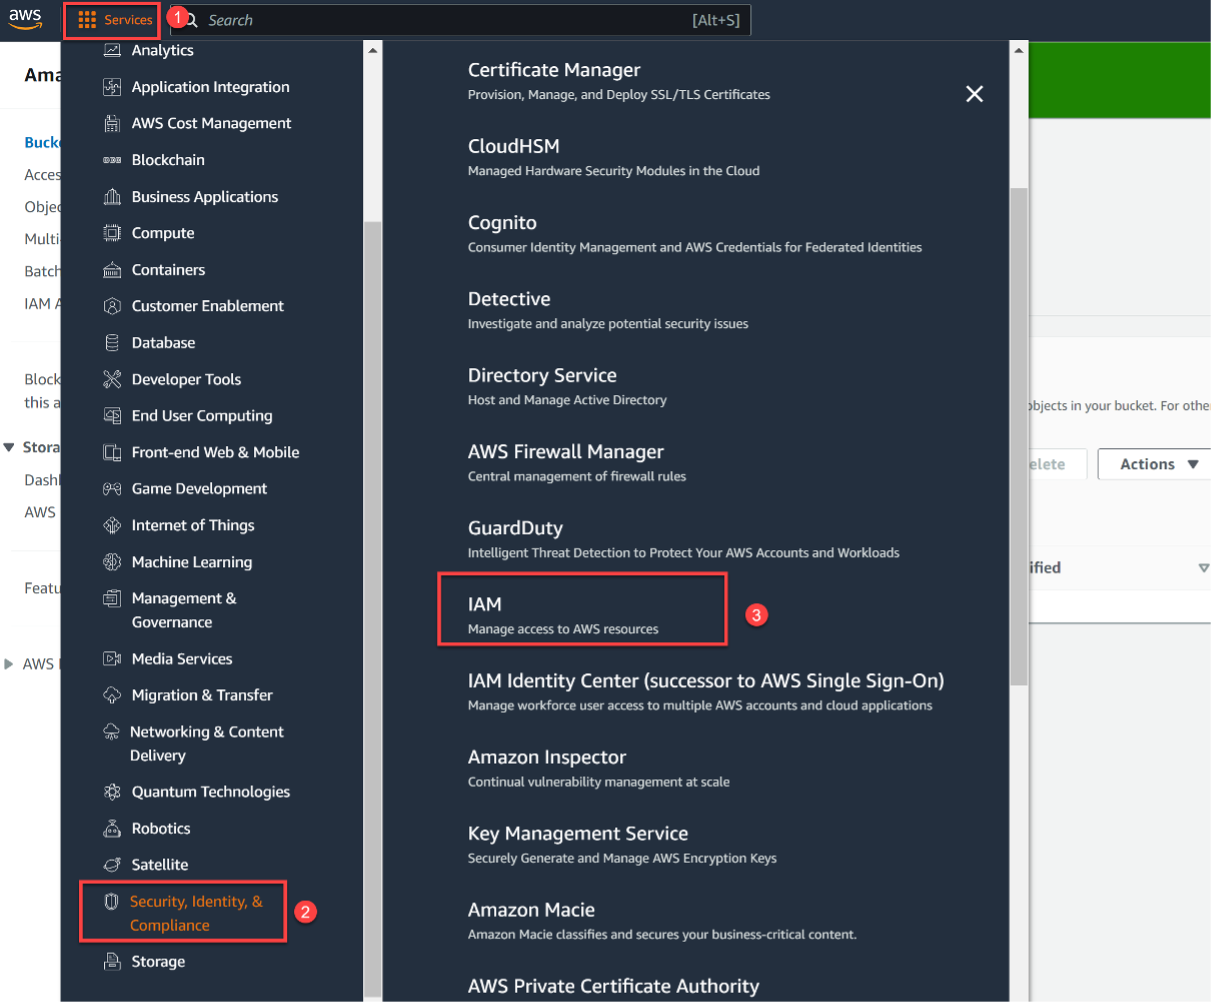 aws
Services
1
Search
[Alt+S]
Ama
Bucke
Acces
Objec
Multi
Batch
IAM A
Block
this a
Stora
Dashl
AWS
Featu
AWS
Analytics
Application Integration
AWS Cost Management
Blockchain
Business Applications
Compute
Containers
Customer Enablement
Database
Developer Tools
End User Computing
Front-end Web & Mobile
Game Development
Internet of Things
Machine Learning
Management &
Governance
Media Services
Migration & Transfer
Networking & Content
Delivery
Quantum Technologies
Robotics
Satellite
Security, Identity, &
Compliance
2
Storage
Certificate Manager
Provision, Manage, and Deploy SSL/TLS Certificates
CloudHSM
Managed Hardware Security Modules in the Cloud
Cognito
Consumer Identity Management and AWS Credentials for Federated Identities
Detective
Investigate and analyze potential security issues
Directory Service
Host and Manage Active Directory
AWS Firewall Manager
Central management of firewall rules
GuardDuty
Intelligent Threat Detection to Protect Your AWS Accounts and Workloads
IAM
Manage access to AWS resources
3
IAM Identity Center (successor to AWS Single Sign-On)
Manage workforce user access to multiple AWS accounts and cloud applications
Amazon Inspector
Continual vulnerability management at scale
Key Management Service
Securely Generate and Manage AWS Encryption Keys
Amazon Macie
Amazon Macie classifies and secures your business-critical content.
AWS Private Certificate Authority
objects in your bucket. For othe
elete
Actions
ified